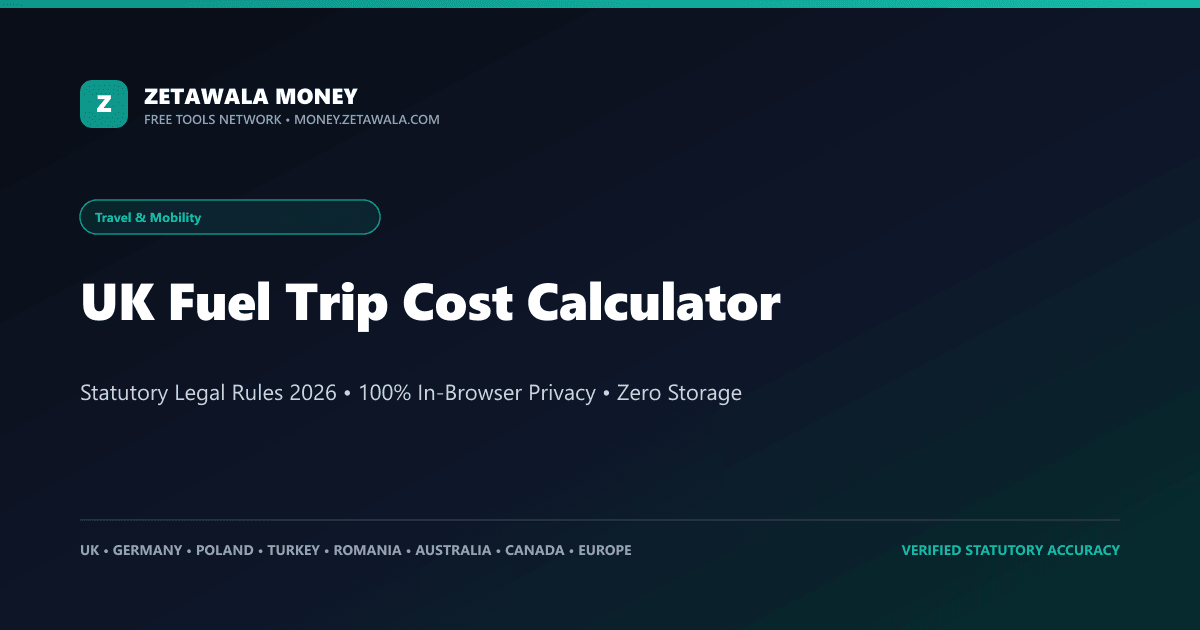 Z
ZETAWALA MONEY
FREE TOOLS NETWORK • MONEY.ZETAWALA.COM
Travel & Mobility
UK Fuel Trip Cost Calculator
Statutory Legal Rules 2026 • 100% In-Browser Privacy • Zero Storage
UK • GERMANY • POLAND • TURKEY • ROMANIA • AUSTRALIA • CANADA • EUROPE
VERIFIED STATUTORY ACCURACY